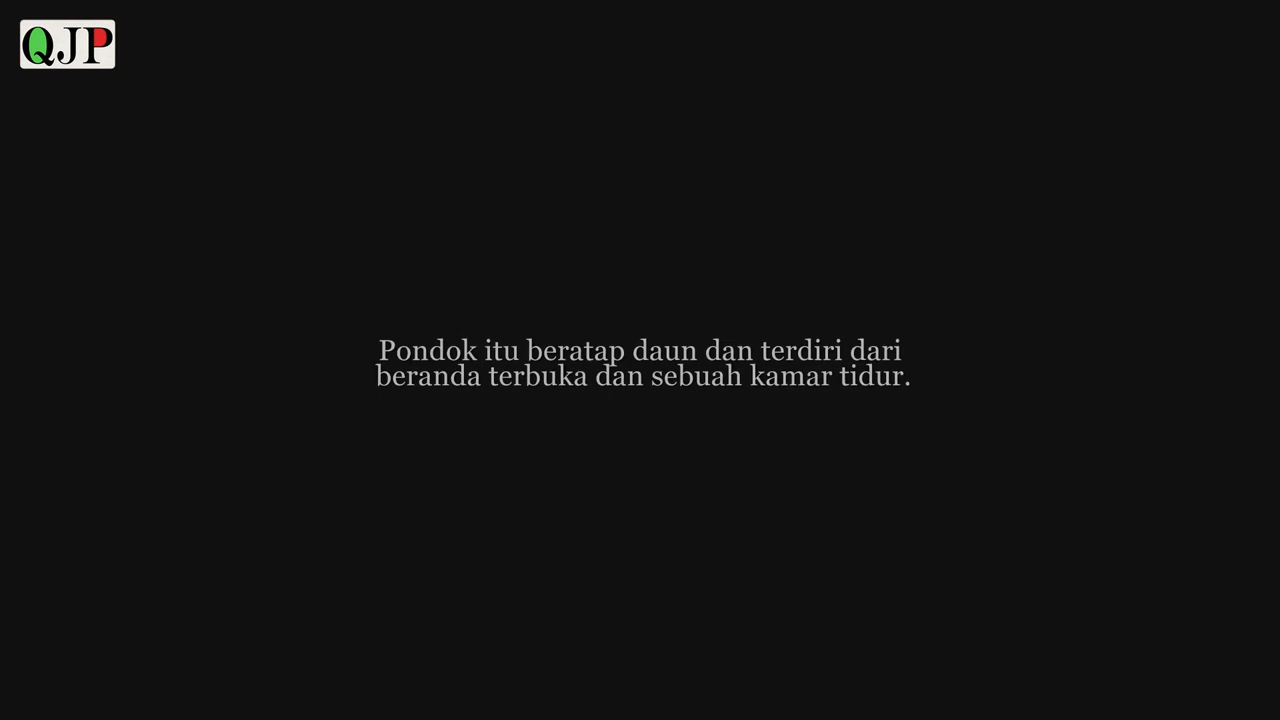 QJP
Pondok itu beratap daun dan terdiri dari
beranda terbuka dan sebuah kamar tidur.